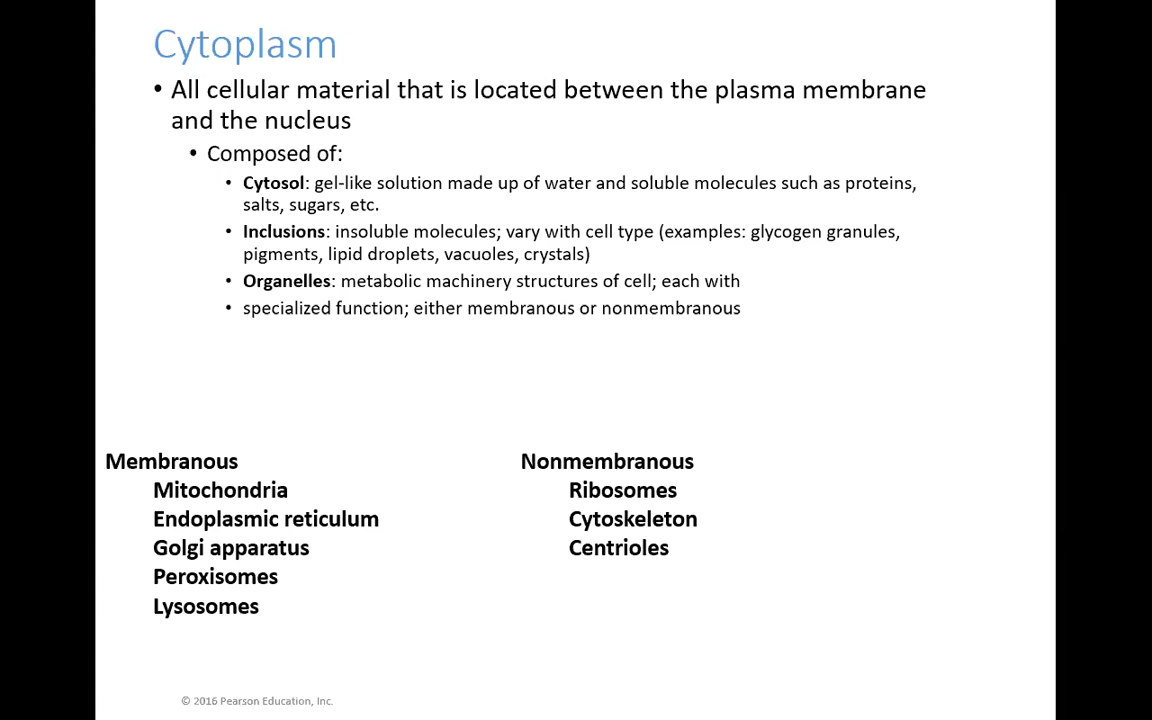 Cytoplasm
• All cellular material that is located between the plasma membrane
and the nucleus
• Composed of:
• Cytosol: gel-like solution made up of water and soluble molecules such as proteins,
salts, sugars, etc.
• Inclusions: insoluble molecules; vary with cell type (examples: glycogen granules,
pigments, lipid droplets, vacuoles, crystals)
• Organelles: metabolic machinery structures of cell; each with
• specialized function; either membranous or nonmembranous
Membranous
Mitochondria
Endoplasmic reticulum
Golgi apparatus
Peroxisomes
Lysosomes
Nonmembranous
Ribosomes
Cytoskeleton
Centrioles
© 2016 Pearson Education, Inc.